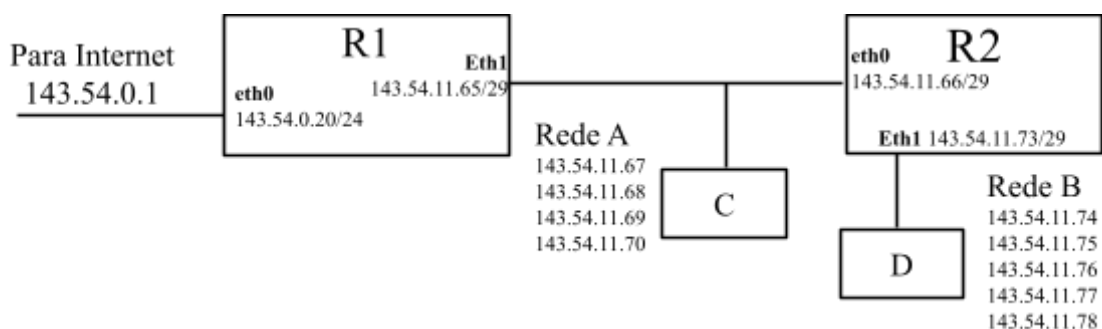 Para Internet
143.54.0.1
R1
eth0
143.54.0.20/24
Eth1
143.54.11.65/29
Rede A
143.54.11.67
143.54.11.68
143.54.11.69
143.54.11.70
C
R2
eth0
143.54.11.66/29
Eth1 143.54.11.73/29
D
Rede B
143.54.11.74
143.54.11.75
143.54.11.76
143.54.11.77
143.54.11.78